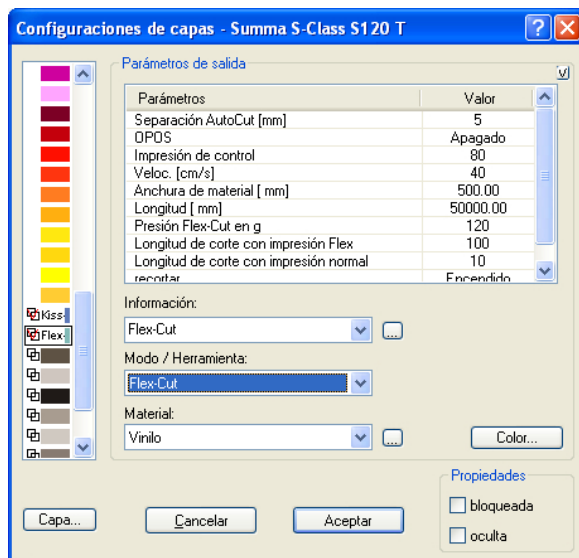 Configuraciones de capas - Summa S-Class S120 T
Parámetros de salida
Parámetros Valor
Separación AutoCut [mm] 5
OPOS Apagado
Impresión de control 80
Veloc. [cm/s] 40
Anchura de material [ mm] 500.00
Longitud [ mm] 50000.00
Presión Flex-Cut en g 120
Longitud de corte con impresión Flex 100
Longitud de corte con impresión normal 10
recortar Encendido
Kiss-
Flex-
Información:
Flex-Cut
...
Modo / Herramienta:
Flex-Cut
Material:
Vinilo
...
Color...
Propiedades
bloqueada
oculta
Capa...
Cancelar
Aceptar